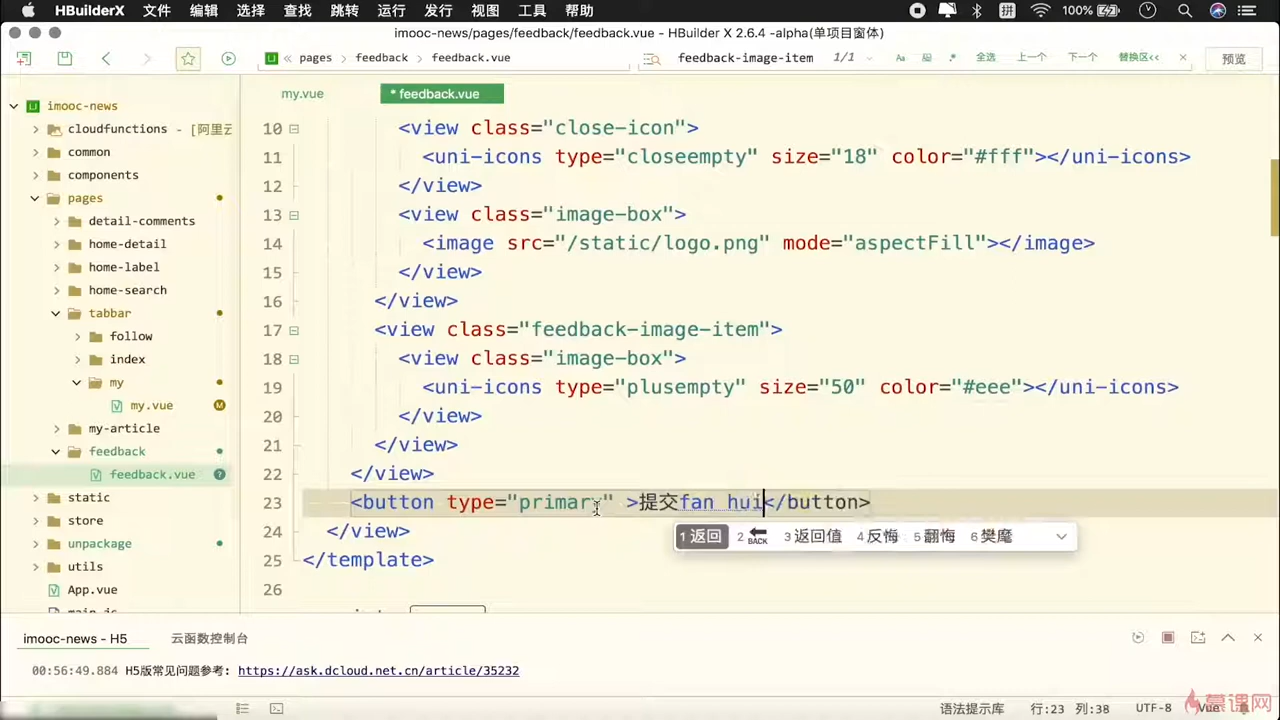 HBuilderX 文件 编辑 选择 查找 跳转 运行 发行 视图 工具 帮助 拼 100%
imooc-news/pages/feedback/feedback.vue - HBuilder X 2.6.4 -alpha(单项目窗体)
pages feedback feedback.vue feedback-image-item 1/1 Aa .* 全选 上一个 下一个 替换区<< 预览
my.vue * feedback.vue
imooc-news
cloudfunctions - [阿里云
common
components
pages
detail-comments
home-detail
home-label
home-search
tabbar
follow
index
my
my.vue M
my-article
feedback
feedback.vue ?
static
store
unpackage
utils
App.vue
10 <view class="close-icon">
11 <uni-icons type="closeempty" size="18" color="#fff"></uni-icons>
12 </view>
13 <view class="image-box">
14 <image src="/static/logo.png" mode="aspectFill"></image>
15 </view>
16 </view>
17 <view class="feedback-image-item">
18 <view class="image-box">
19 <uni-icons type="plusempty" size="50" color="#eee"></uni-icons>
20 </view>
21 </view>
22 </view>
23 <button type="primary" >提交fan hui</button>
1 返回 2 BACK 3 返回值 4 反悔 5 翻悔 6 樊魔
24 </view>
25 </template>
26
imooc-news - H5 云函数控制台
00:56:49.884 H5版常见问题参考: https://ask.dcloud.net.cn/article/35232
语法提示库 行:23 列:38 UTF-8 Vue
慕课网